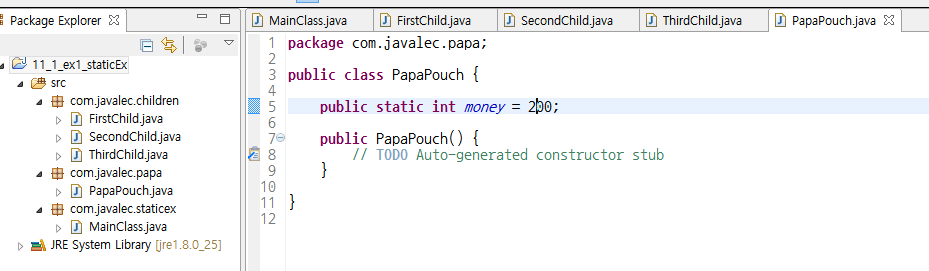 Package Explorer
11_1_ex1_staticEx
src
com.javalec.children
FirstChild.java
SecondChild.java
ThirdChild.java
com.javalec.papa
PapaPouch.java
com.javalec.staticex
MainClass.java
JRE System Library [jre1.8.0_25]
MainClass.java FirstChild.java SecondChild.java ThirdChild.java PapaPouch.java
1 package com.javalec.papa;
2
3 public class PapaPouch {
4
5 public static int money = 200;
6
7 public PapaPouch() {
8 // TODO Auto-generated constructor stub
9 }
10
11 }
12